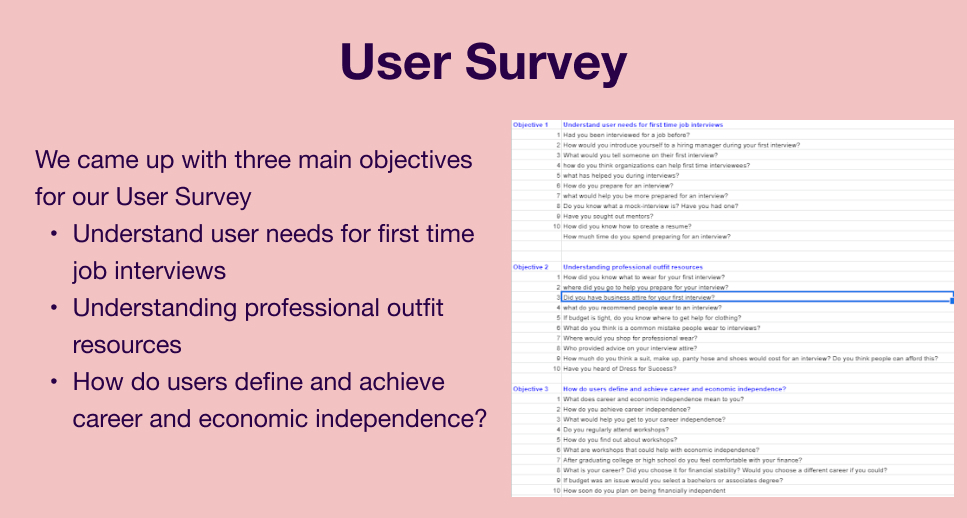 User Survey
We came up with three main objectives
for our User Survey
• Understand user needs for first time
job interviews
• Understanding professional outfit
resources
• How do users define and achieve
career and economic independence?
Objective 1 Understand user needs for first time job interviews
1 Had you been interviewed for a job before?
2 How would you introduce yourself to a hiring manager during your first interview?
3 What would you tell someone on their first interview?
4 how do you think organizations can help first time interviewees?
5 what has helped you during interviews?
6 How do you prepare for an interview?
7 what would help you be more prepared for an interview?
8 Do you know what a mock-interview is? Have you had one?
9 Have you sought out mentors?
10 How did you know how to create a resume?
How much time do you spend preparing for an interview?
Objective 2 Understanding professional outfit resources
1 How did you know what to wear for your first interview?
2 where did you go to help you prepare for your interview?
3 Did you have business attire for your first interview?
4 what do you recommend people wear to an interview?
5 If budget is tight, do you know where to get help for clothing?
6 What do you think is a common mistake people wear to interviews?
7 Where would you shop for professional wear?
8 Who provided advice on your interview attire?
9 How much do you think a suit, make up, panty hose and shoes would cost for an interview? Do you think people can afford this?
10 Have you heard of Dress for Success?
Objective 3 How do users define and achieve career and economic independence?
1 What does career and economic independence mean to you?
2 How do you achieve career independence?
3 What would help you get to your career independence?
4 Do you regularly attend workshops?
5 How do you find out about workshops?
6 What are workshops that could help with economic independence?
7 After graduating college or high school do you feel comfortable with your finance?
8 What is your career? Did you choose it for financial stability? Would you choose a different career if you could?
9 If budget was an issue would you select a bachelors or associates degree?
10 How soon do you plan on being financially independent